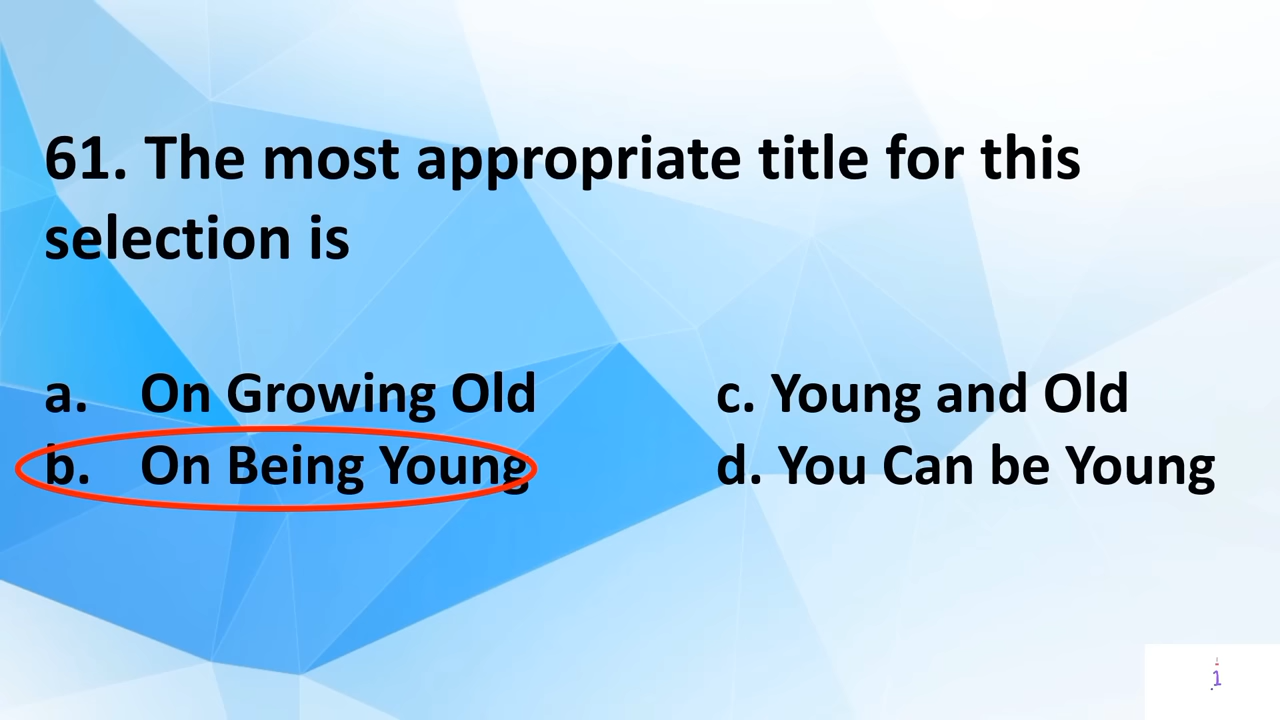 61. The most appropriate title for this
selection is
a. On Growing Old
b. On Being Young
c. Young and Old
d. You Can be Young
1